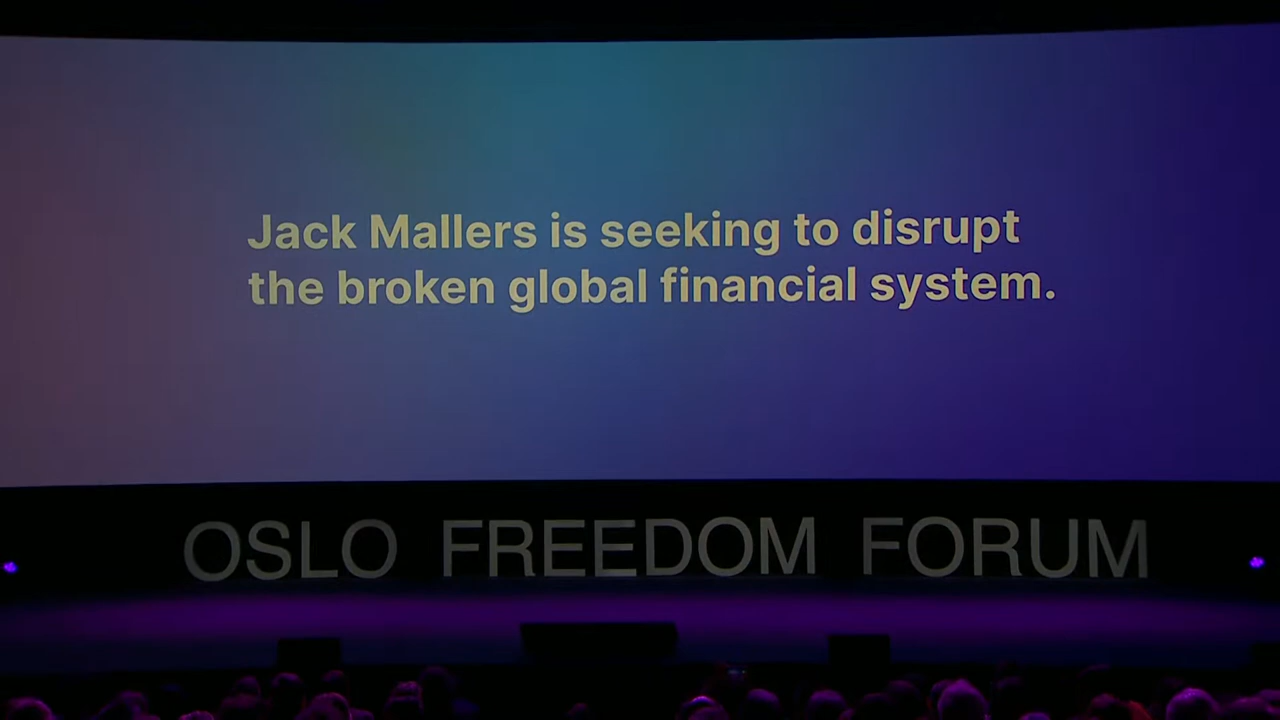 Jack Mallers is seeking to disrupt
the broken global financial system.
OSLO FREEDOM FORUM